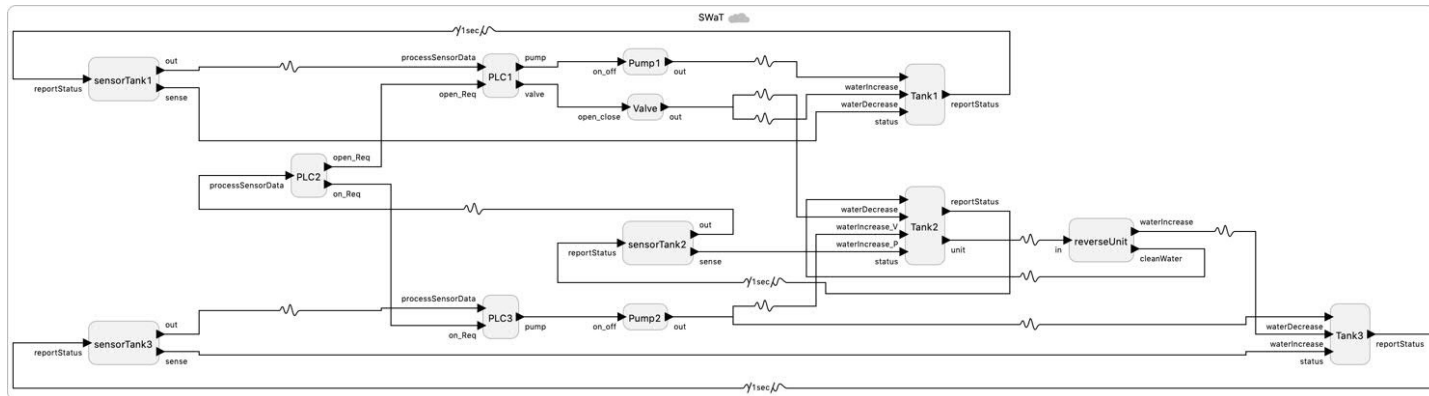 SWaT
1sec
out
sensorTank1
reportStatus
sense
processSensorData
PLC1
pump
open_Req
valve
on_off
Pump1
out
open_close
Valve
out
waterIncrease
Tank1
reportStatus
waterDecrease
status
open_Req
processSensorData
PLC2
on_Req
out
sensorTank2
reportStatus
sense
reportStatus
waterDecrease
waterIncrease_V
Tank2
waterIncrease_P
unit
status
waterIncrease
in
reverseUnit
cleanWater
1sec
processSensorData
out
sensorTank3
reportStatus
sense
PLC3
pump
on_Req
on_off
Pump2
out
waterDecrease
Tank3
waterIncrease
reportStatus
status
1sec